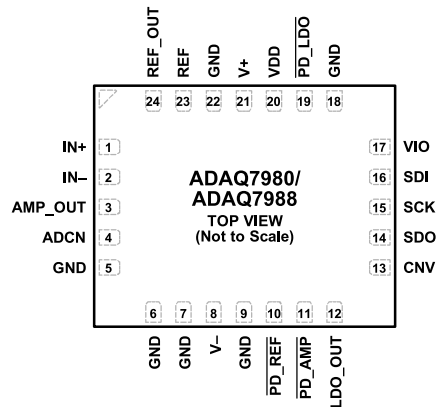 REF_OUT
REF
GND
V+
VDD
PD_LDO
GND
24 23 22 21 20 19 18
IN+ 1
IN– 2
AMP_OUT 3
ADCN 4
GND 5
ADAQ7980/
ADAQ7988
TOP VIEW
(Not to Scale)
17 VIO
16 SDI
15 SCK
14 SDO
13 CNV
6 7 8 9 10 11 12
GND
GND
V–
GND
PD_REF
PD_AMP
LDO_OUT